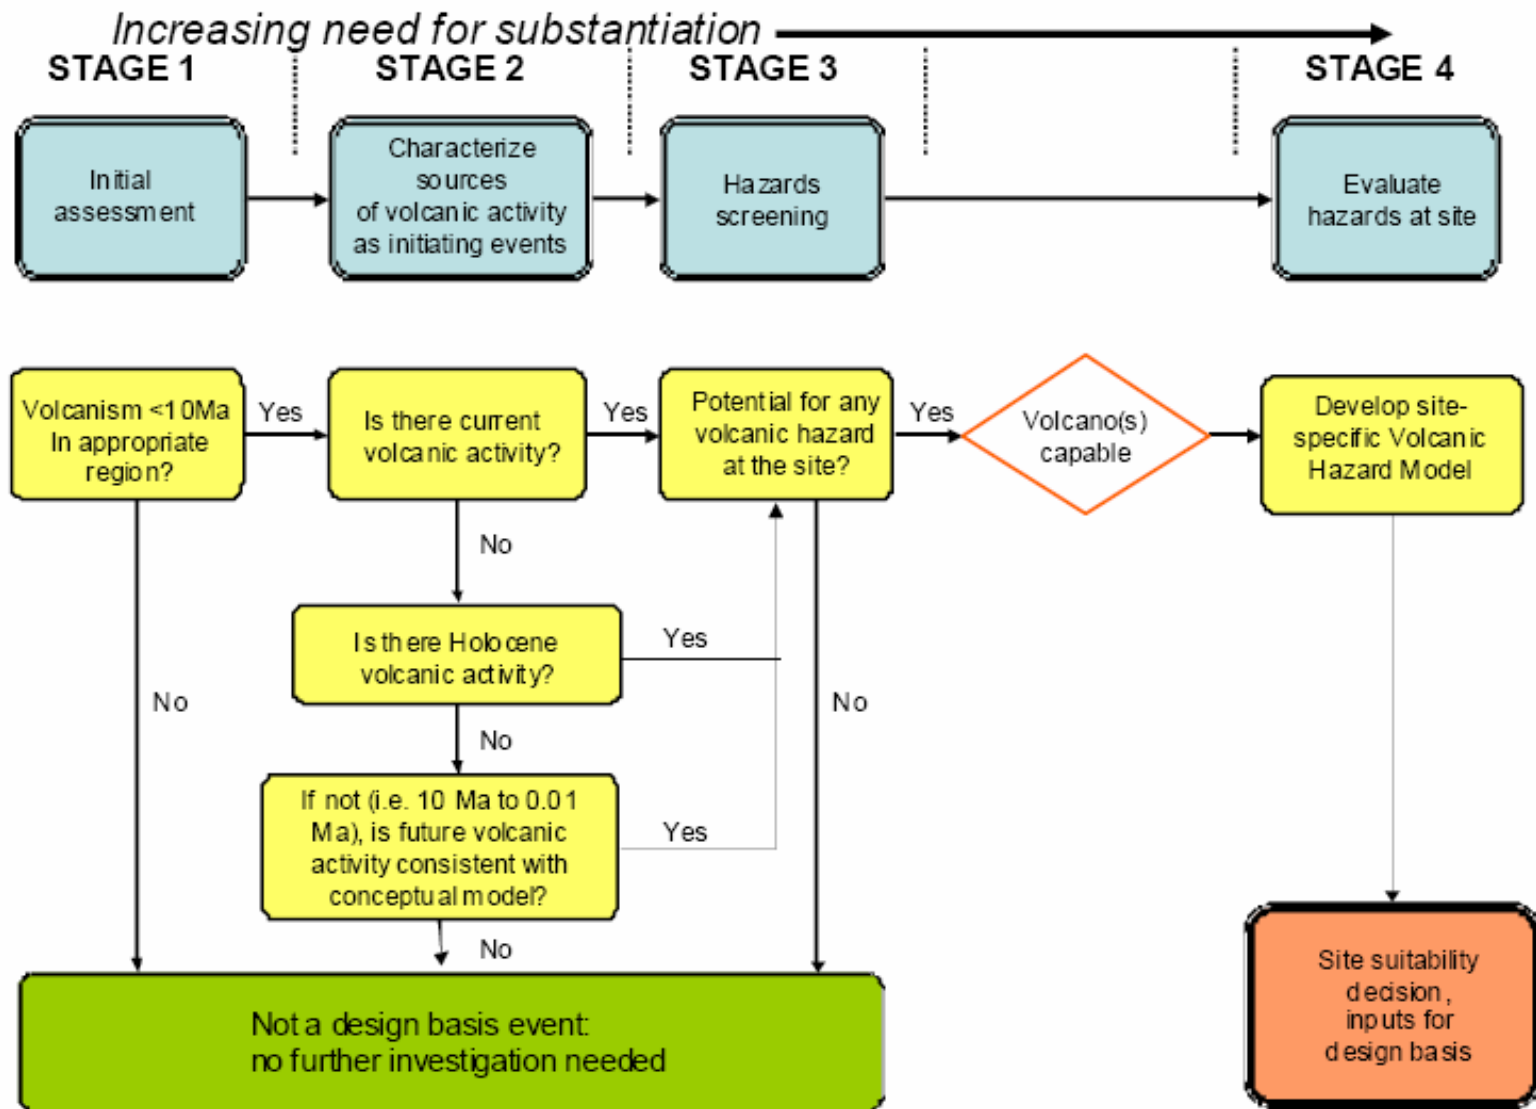 Increasing need for substantiation
STAGE 1
STAGE 2
STAGE 3
STAGE 4
Initial
assessment
Characterize
sources
of volcanic activity
as initiating events
Hazards
screening
Evaluate
hazards at site
Volcanism <10Ma
In appropriate
region?
Yes
Is there current
volcanic activity?
Yes
Potential for any
volcanic hazard
at the site?
Yes
Volcano(s)
capable
Develop site-
specific Volcanic
Hazard Model
No
Is there Holocene
volcanic activity?
Yes
No
No
No
If not (i.e. 10 Ma to 0.01
Ma), is future volcanic
activity consistent with
conceptual model?
Yes
No
Not a design basis event:
no further investigation needed
Site suitability
decision,
inputs for
design basis